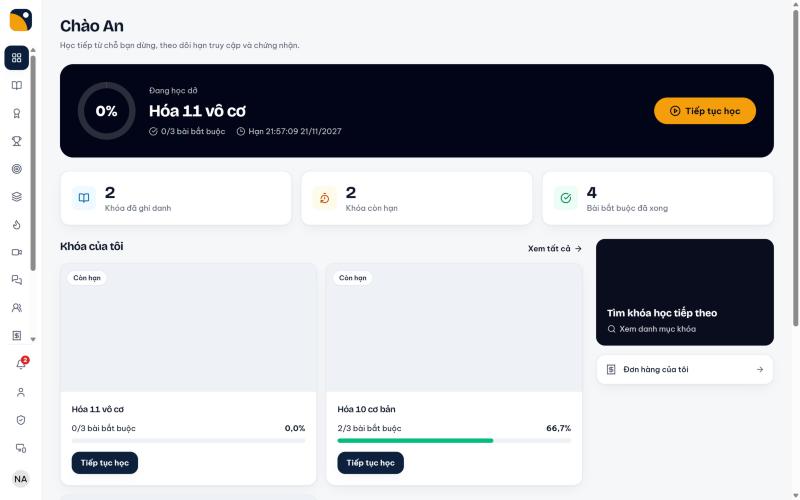 Chào An
Học tiếp từ chỗ bạn dừng, theo dõi hạn truy cập và chứng nhận.
0%
Đang học dở
Hóa 11 vô cơ
0/3 bài bắt buộc
Hạn 21:57:09 21/11/2027
Tiếp tục học
2
Khóa đã ghi danh
2
Khóa còn hạn
4
Bài bắt buộc đã xong
Khóa của tôi
Xem tất cả
Còn hạn
Hóa 11 vô cơ
0/3 bài bắt buộc
0,0%
Tiếp tục học
Còn hạn
Hóa 10 cơ bản
2/3 bài bắt buộc
66,7%
Tiếp tục học
Tìm khóa học tiếp theo
Xem danh mục khóa
Đơn hàng của tôi
2
NA